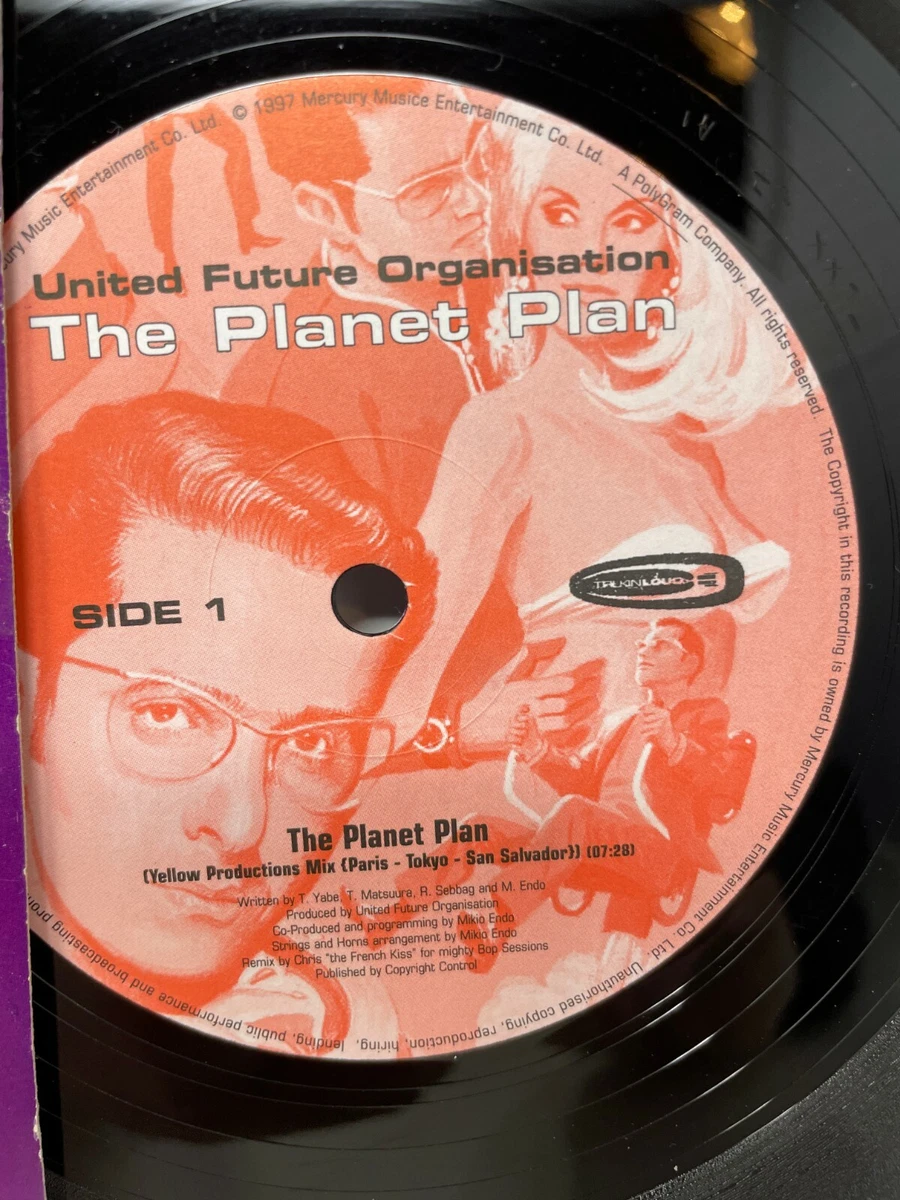 ury Music Entertainment Co. Ltd. © 1997 Mercury Musice Entertainment Co. Ltd. A PolyGram Company. All rights reserved. The Copyright in this recording is owned by Mercury Music Entertainment Co. Ltd. Unauthorised copying, reproduction, hiring, lending, public performance and broadcasting pro
United Future Organisation
The Planet Plan
TALKIN LOUD
SIDE 1
The Planet Plan
(Yellow Productions Mix {Paris - Tokyo - San Salvador}) (07:28)
Written by T. Yabe, T. Matsuura, R. Sebbag and M. Endo
Produced by United Future Organisation
Co-Produced and programming by Mikio Endo
Strings and Horns arrangement by Mikio Endo
Remix by Chris "the French Kiss" for mighty Bop Sessions
Published by Copyright Control